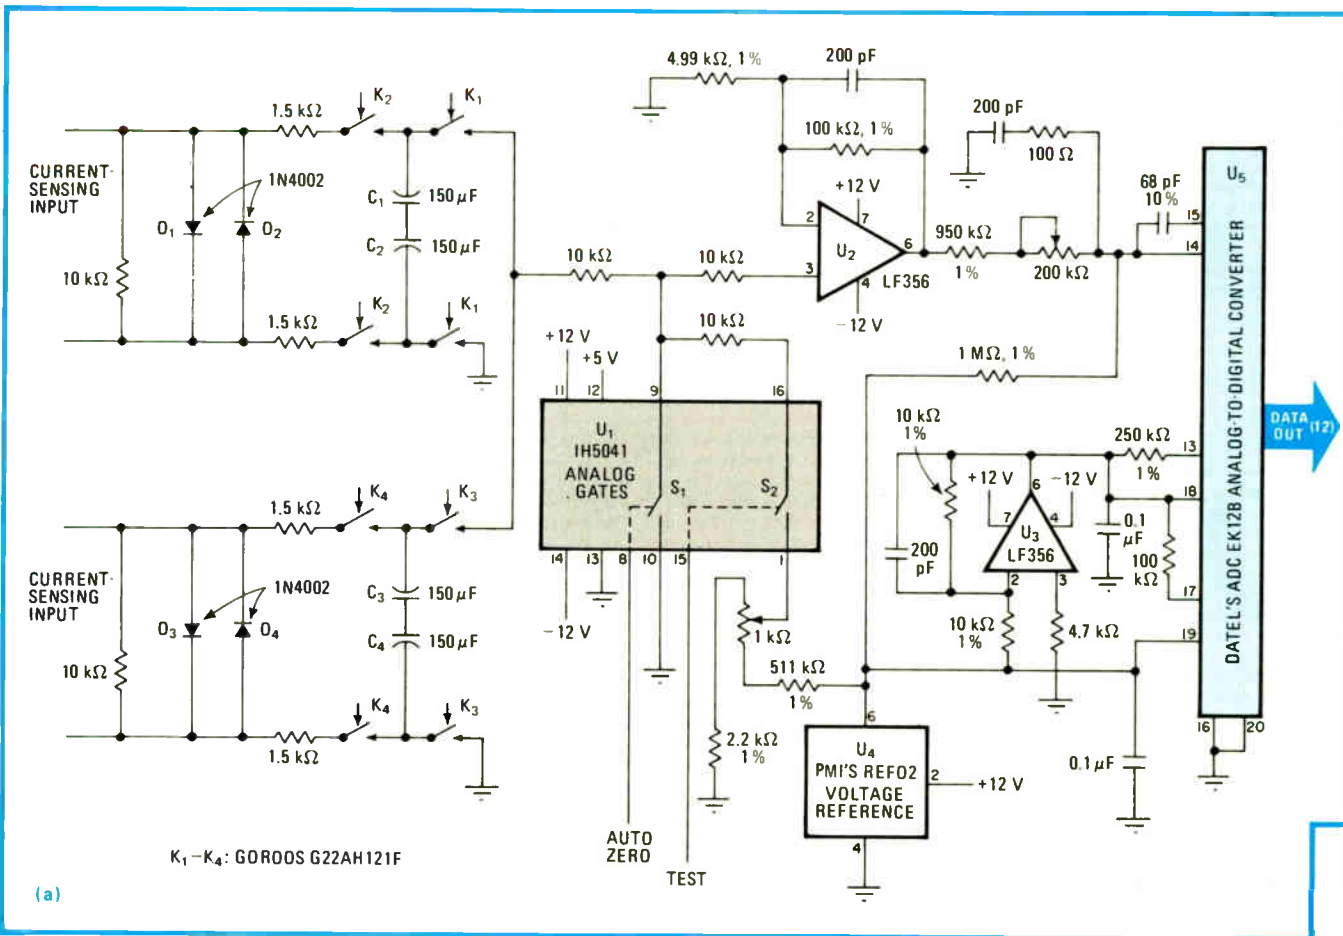 4.99 kΩ, 1%
200 pF
K2
K1
1.5 kΩ
200 pF
100 kΩ, 1%
100 Ω
CURRENT-
SENSING
INPUT
1N4002
C1
150 µF
+12 V
68 pF
10%
U5
D1
D2
C2
150 µF
2
7
15
10 kΩ
10 kΩ
10 kΩ
U2
6
950 kΩ
1%
200 kΩ
14
3
4
LF356
K2
K1
1.5 kΩ
10 kΩ
-12 V
+12 V
+5 V
1 MΩ, 1%
11
12
9
16
U1
IH5041
ANALOG
GATES
S1
S2
10 kΩ
1%
250 kΩ
1%
13
DATEL'S ADC EK12B ANALOG-TO-DIGITAL CONVERTER
DATA
OUT (12)
K4
K3
1.5 kΩ
6
+12 V
-12 V
18
7
4
U3
LF356
0.1
µF
200
pF
100
kΩ
14
13
8
10
15
1
2
3
17
CURRENT-
SENSING
INPUT
1N4002
C3
150 µF
D3
D4
C4
150 µF
-12 V
1 kΩ
10 kΩ
1%
4.7 kΩ
19
10 kΩ
511 kΩ
1%
K4
K3
1.5 kΩ
2.2 kΩ
1%
6
U4
PMI'S REF02
VOLTAGE
REFERENCE
2
+12 V
0.1 µF
16
20
4
AUTO
ZERO
TEST
K1–K4: GORDOS G22AH121F
(a)